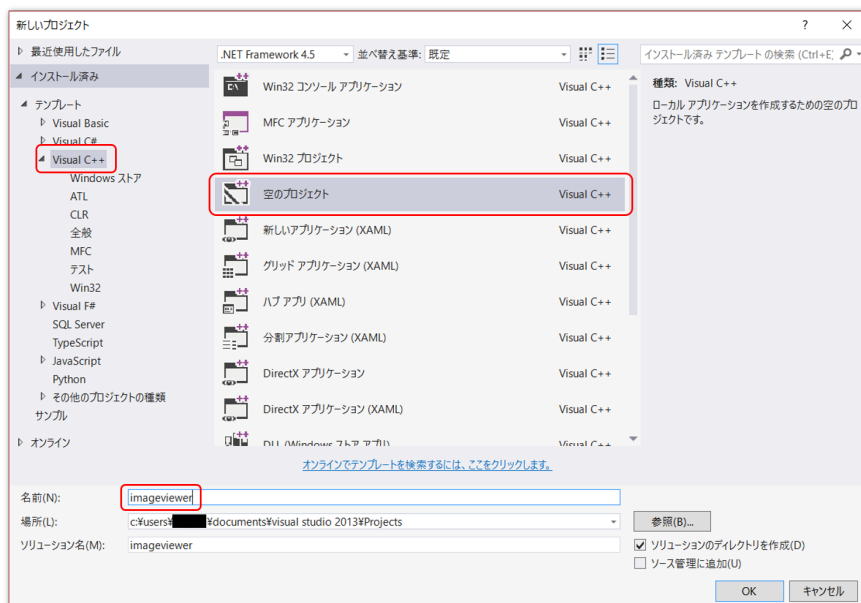 新しいプロジェクト
最近使用したファイル
インストール済み
テンプレート
Visual Basic
Visual C#
Visual C++
Windows ストア
ATL
CLR
全般
MFC
テスト
Win32
Visual F#
SQL Server
TypeScript
JavaScript
Python
その他のプロジェクトの種類
サンプル
オンライン
.NET Framework 4.5 並べ替え基準: 既定
Win32 コンソール アプリケーション Visual C++
MFC アプリケーション Visual C++
Win32 プロジェクト Visual C++
空のプロジェクト Visual C++
新しいアプリケーション (XAML) Visual C++
グリッド アプリケーション (XAML) Visual C++
ハブ アプリ (XAML) Visual C++
分割アプリケーション (XAML) Visual C++
DirectX アプリケーション Visual C++
DirectX アプリケーション (XAML) Visual C++
DLL (Windows ストア アプリ) Visual C++
オンラインでテンプレートを検索するには、ここをクリックします。
インストール済み テンプレート の検索 (Ctrl+E)
種類: Visual C++
ローカル アプリケーションを作成するための空のプロ
ジェクトです。
名前(N): imageviewer
場所(L): c:¥users¥ ¥documents¥visual studio 2013¥Projects 参照(B)...
ソリューション名(M): imageviewer
ソリューションのディレクトリを作成(D)
ソース管理に追加(U)
OK キャンセル